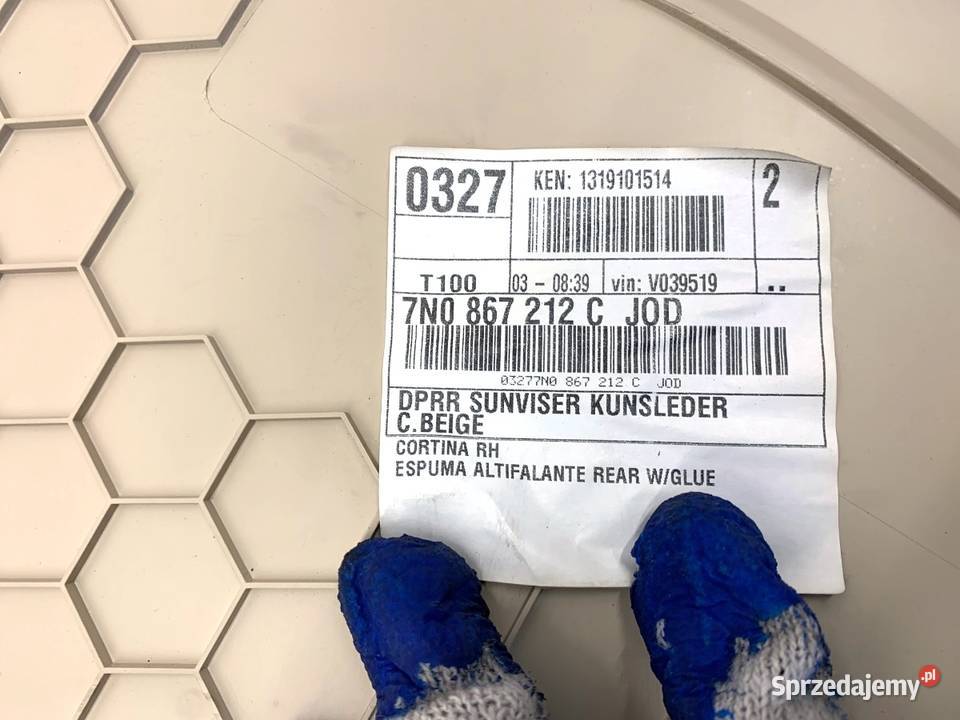 0327
KEN: 1319101514
2
T100
03 - 08:39
vin: V039519
..
7N0 867 212 C JOD
03277N0 867 212 C JOD
DPRR SUNVISER KUNSLEDER
C.BEIGE
CORTINA RH
ESPUMA ALTIFALANTE REAR W/GLUE
Sprzedajemy.pl